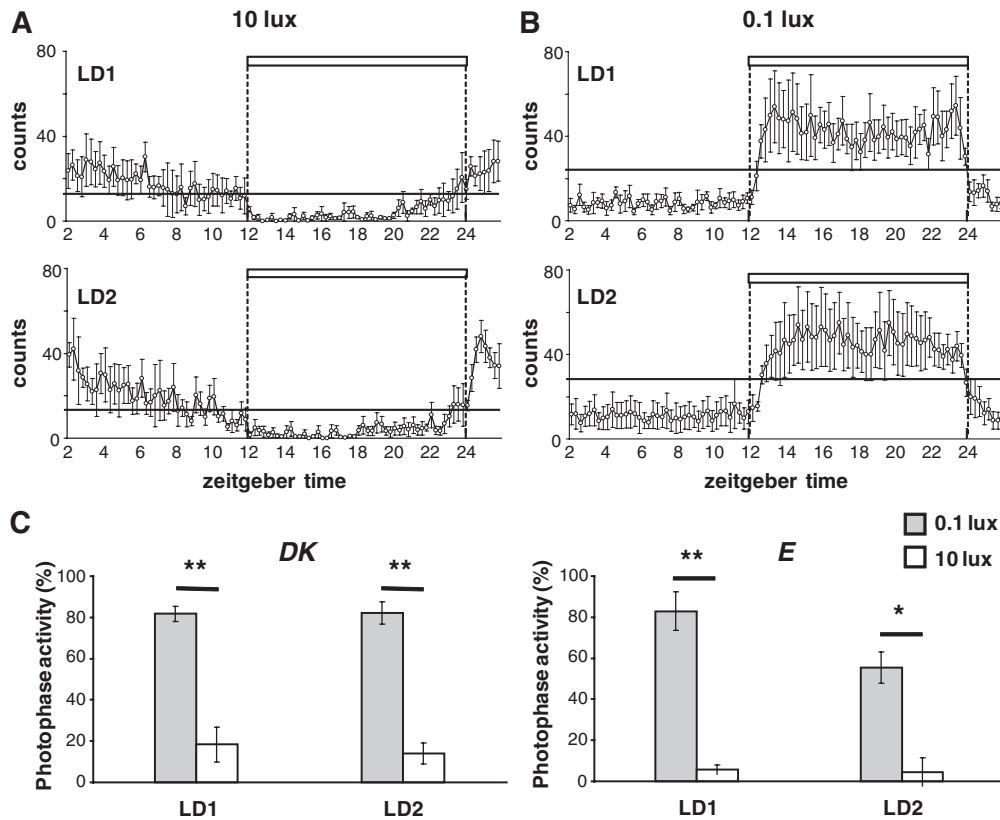 A
10 lux
B
0.1 lux
LD1
80
40
0
counts
2 4 6 8 10 12 14 16 18 20 22 24
LD1
80
40
0
counts
2 4 6 8 10 12 14 16 18 20 22 24
LD2
80
40
0
counts
2 4 6 8 10 12 14 16 18 20 22 24
zeitgeber time
LD2
80
40
0
counts
2 4 6 8 10 12 14 16 18 20 22 24
zeitgeber time
C
DK
** **
Photophase activity (%)
100
80
60
40
20
0
LD1 LD2
E
** *
0.1 lux
10 lux
Photophase activity (%)
100
80
60
40
20
0
LD1 LD2